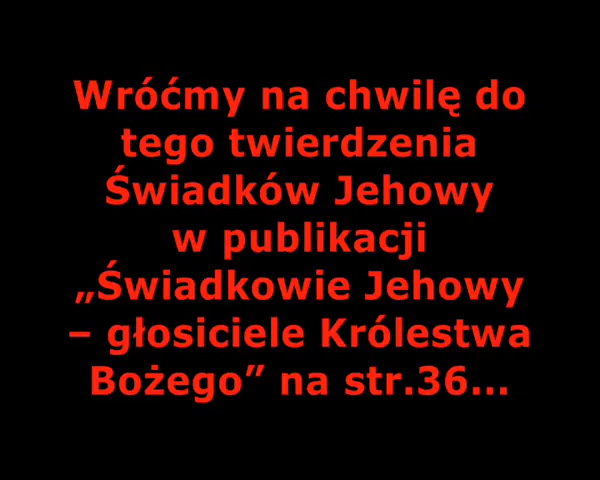 Wróćmy na chwilę do
tego twierdzenia
Świadków Jehowy
w publikacji
„Świadkowie Jehowy
– głosiciele Królestwa
Bożego” na str.36...